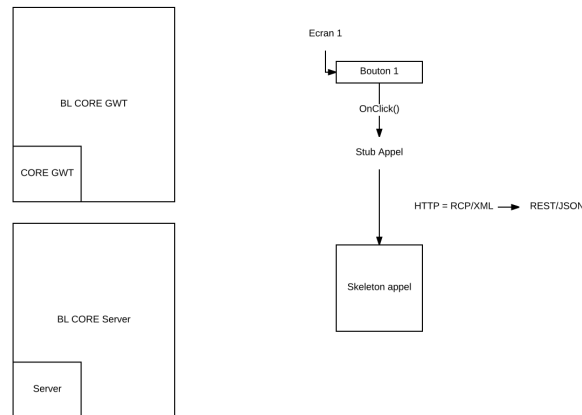 Ecran 1
Bouton 1
BL CORE GWT
OnClick()
Stub Appel
CORE GWT
HTTP = RCP/XML
REST/JSON
Skeleton appel
BL CORE Server
Server